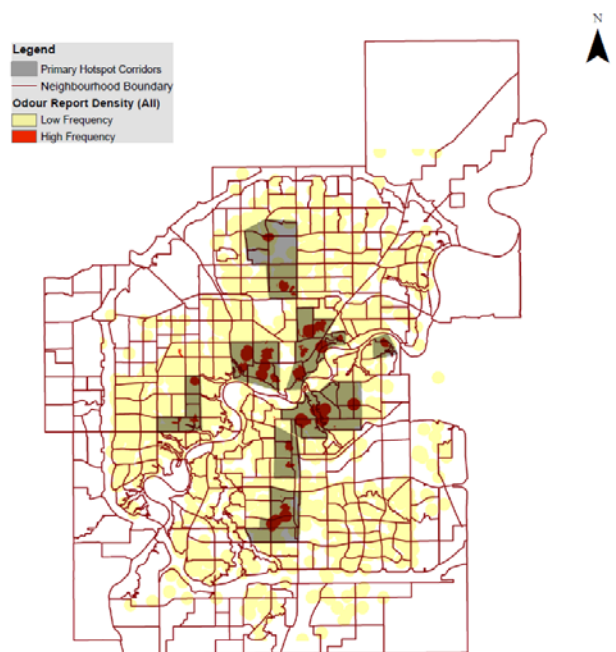 N
Legend
Primary Hotspot Corridors
Neighbourhood Boundary
Odour Report Density (All)
Low Frequency
High Frequency